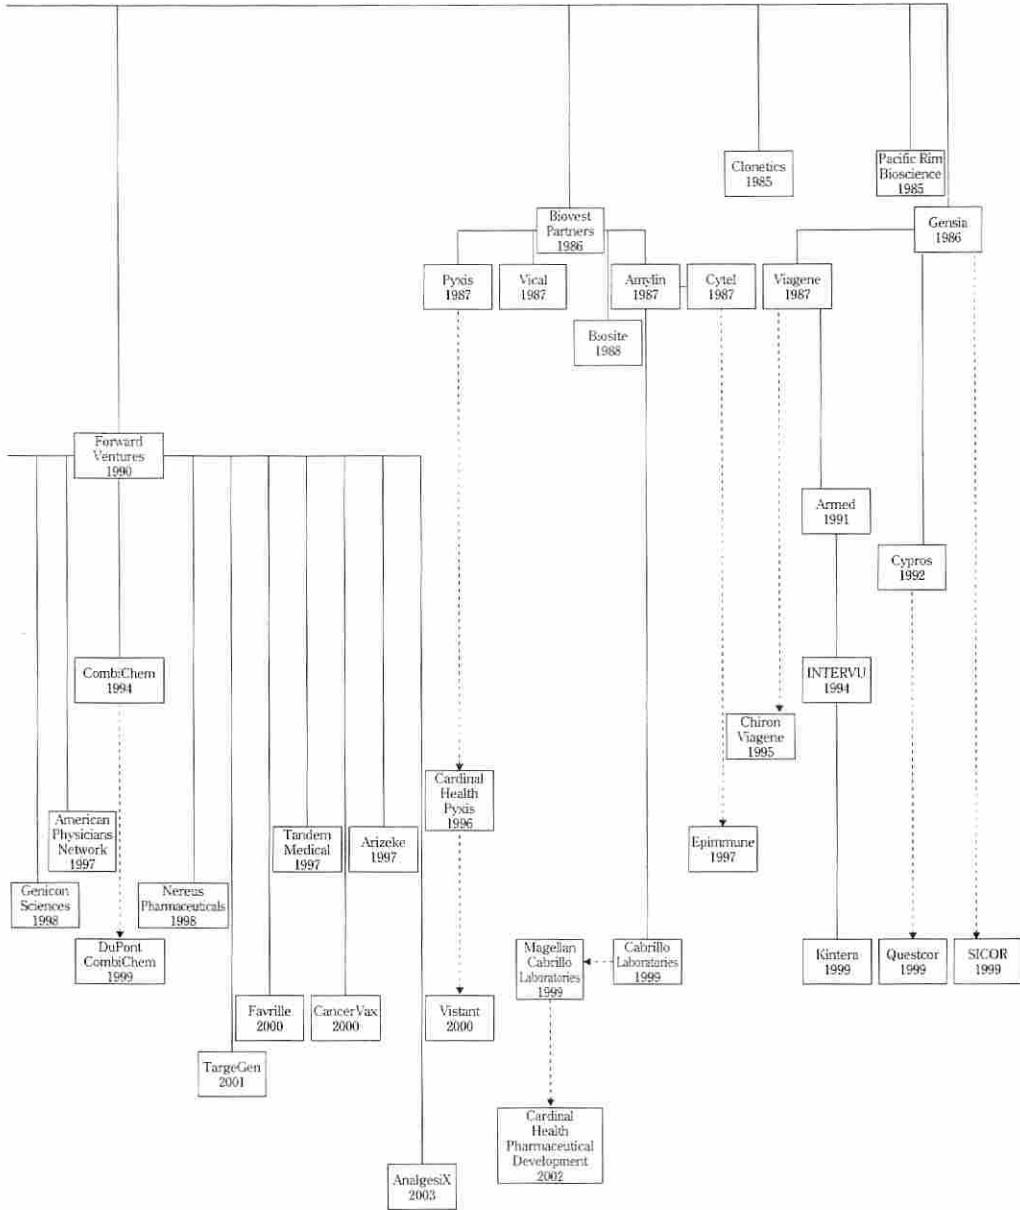 Clonetics
1985
Pacific Rim
Bioscience
1985
Biovest
Partners
1986
Gensia
1986
Pyxis
1987
Vical
1987
Amylin
1987
Cytel
1987
Viagene
1987
Biosite
1988
Forward
Ventures
1990
Armed
1991
Cypros
1992
CombiChem
1994
INTERVU
1994
Chiron
Viagene
1995
Cardinal
Health
Pyxis
1996
American
Physicians
Network
1997
Tandem
Medical
1997
Arizeke
1997
Epimmune
1997
Genicon
Sciences
1998
Nereus
Pharmaceuticals
1998
DuPont
CombiChem
1999
Magellan
Cabrillo
Laboratories
1999
Cabrillo
Laboratories
1999
Kintera
1999
Questcor
1999
SICOR
1999
Favrille
2000
CancerVax
2000
Vistant
2000
TargeGen
2001
Cardinal
Health
Pharmaceutical
Development
2002
AnalgesiX
2003